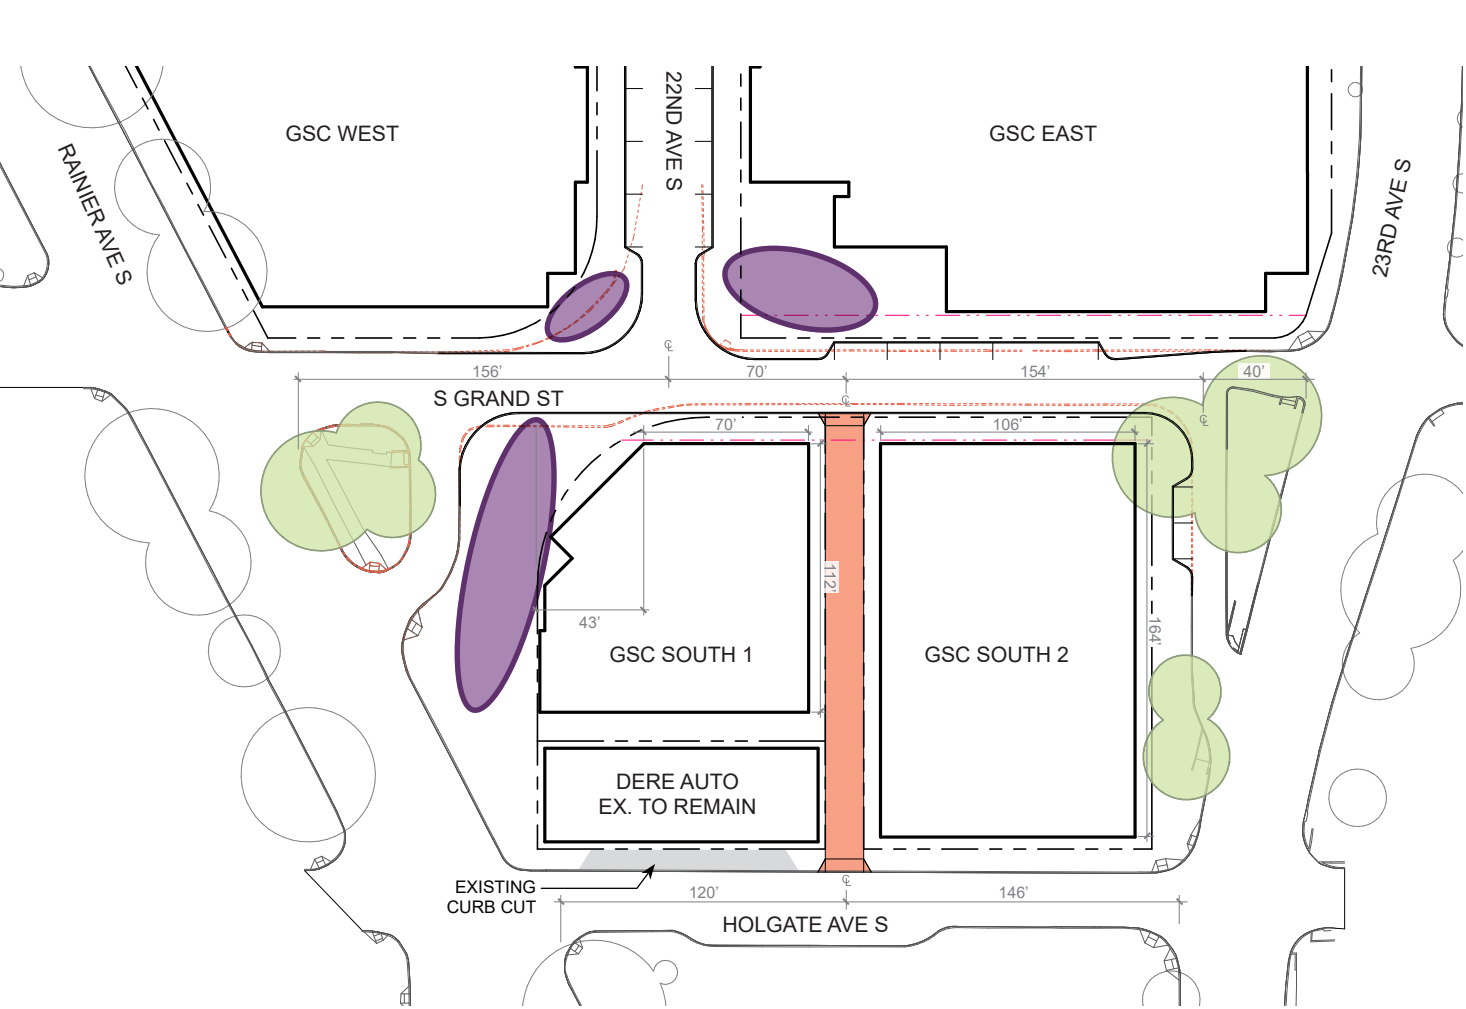 GSC WEST
22ND AVE S
GSC EAST
RAINIER AVE S
23RD AVE S
℄
156’
70’
154’
40’
S GRAND ST
℄
℄
70’
106’
112’
43’
164’
GSC SOUTH 1
GSC SOUTH 2
DERE AUTO
EX. TO REMAIN
EXISTING
CURB CUT
℄
120’
146’
HOLGATE AVE S